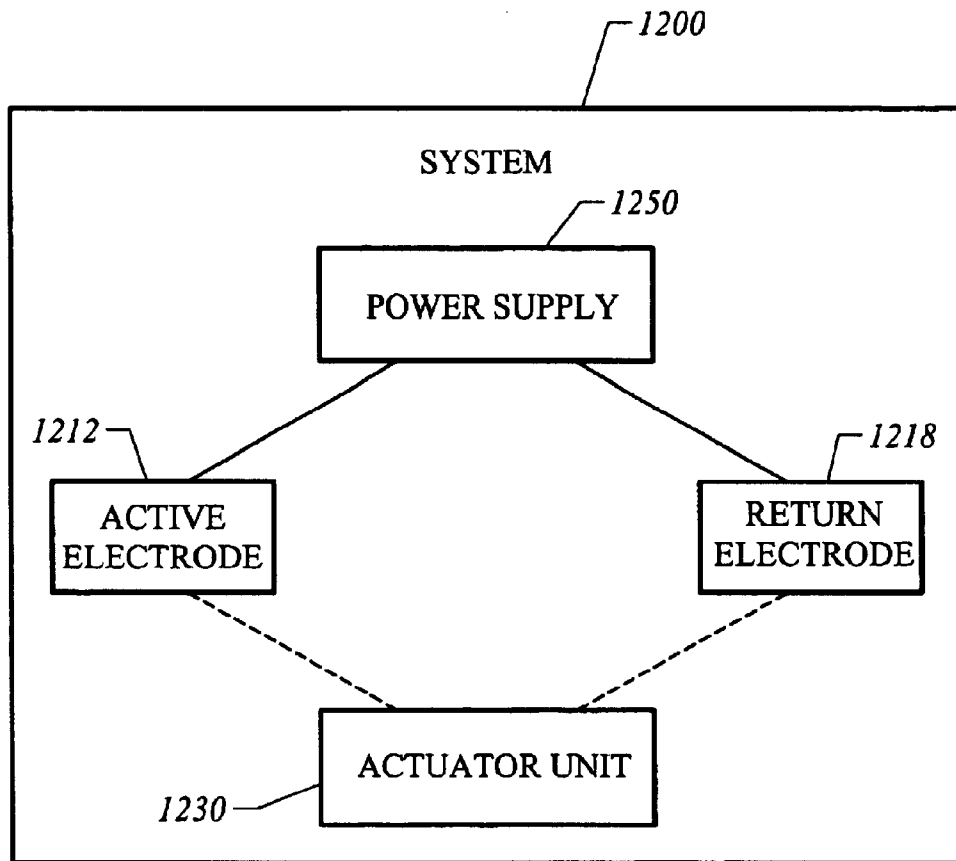 1200
SYSTEM
1250
POWER SUPPLY
1212
1218
ACTIVE
ELECTRODE
RETURN
ELECTRODE
ACTUATOR UNIT
1230